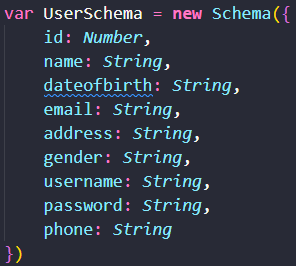 var UserSchema = new Schema({
    id: Number,
    name: String,
    dateofbirth: String,
    email: String,
    address: String,
    gender: String,
    username: String,
    password: String,
    phone: String
})